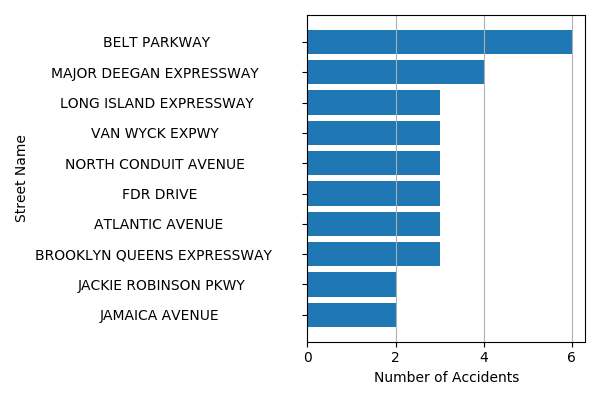 BELT PARKWAY
MAJOR DEEGAN EXPRESSWAY
LONG ISLAND EXPRESSWAY
VAN WYCK EXPWY
NORTH CONDUIT AVENUE
FDR DRIVE
ATLANTIC AVENUE
BROOKLYN QUEENS EXPRESSWAY
JACKIE ROBINSON PKWY
JAMAICA AVENUE
Street Name
0 2 4 6
Number of Accidents